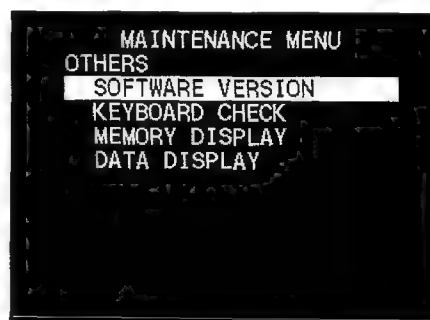 MAINTENANCE MENU
OTHERS
SOFTWARE VERSION
KEYBOARD CHECK
MEMORY DISPLAY
DATA DISPLAY